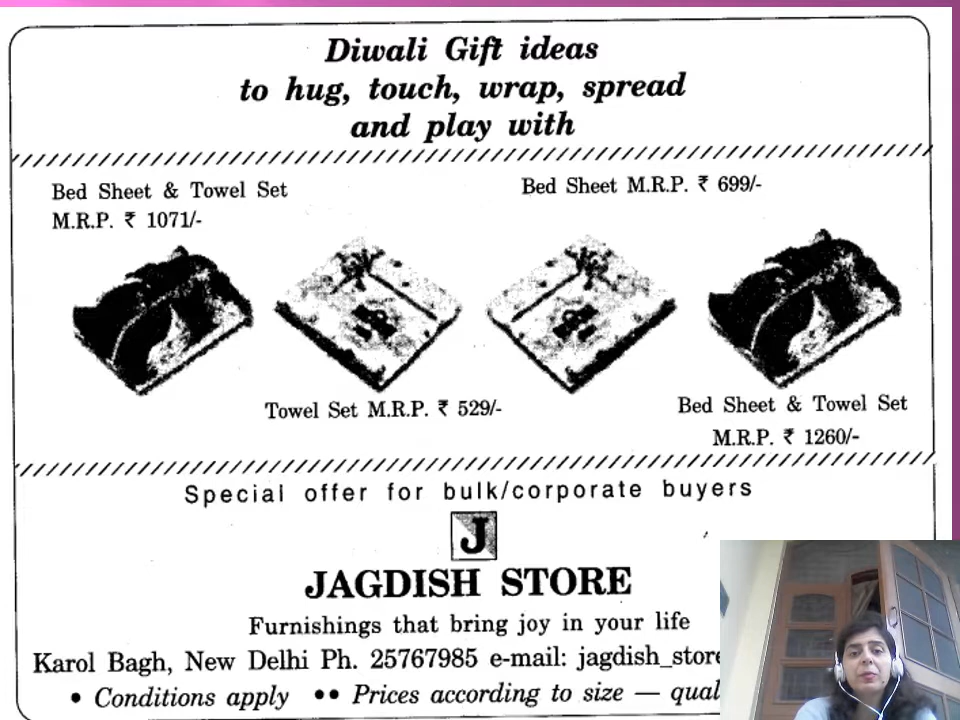 Diwali Gift ideas
to hug, touch, wrap, spread
and play with
Bed Sheet & Towel Set
M.R.P. ₹ 1071/-
Bed Sheet M.R.P. ₹ 699/-
Towel Set M.R.P. ₹ 529/-
Bed Sheet & Towel Set
M.R.P. ₹ 1260/-
Special offer for bulk/corporate buyers
J
JAGDISH STORE
Furnishings that bring joy in your life
Karol Bagh, New Delhi Ph. 25767985 e-mail: jagdish_store
• Conditions apply •• Prices according to size —